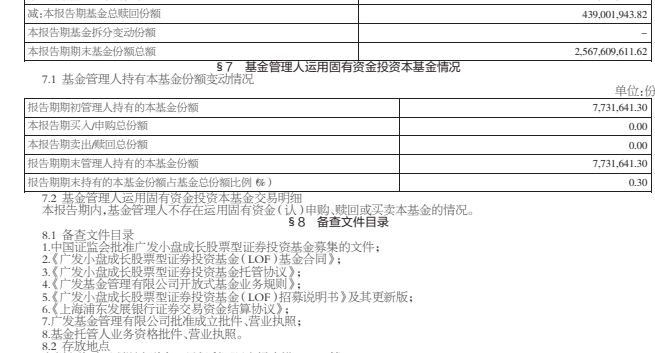 减:本报告期基金总赎回份额 439,001,943.82
本报告期基金拆分变动份额 –
本报告期期末基金份额总额 2,567,609,611.62
§7 基金管理人运用固有资金投资本基金情况
7.1 基金管理人持有本基金份额变动情况
单位:份
报告期期初管理人持有的本基金份额 7,731,641.30
本报告期买入/申购总份额 0.00
本报告期卖出/赎回总份额 0.00
报告期期末管理人持有的本基金份额 7,731,641.30
报告期期末持有的本基金份额占基金总份额比例(%) 0.30
7.2 基金管理人运用固有资金投资本基金交易明细
本报告期内,基金管理人不存在运用固有资金(认)申购、赎回或买卖本基金的情况。
§8 备查文件目录
8.1 备查文件目录
1.中国证监会批准广发小盘成长股票型证券投资基金募集的文件;
2.《广发小盘成长股票型证券投资基金(LOF)基金合同》;
3.《广发小盘成长股票型证券投资基金托管协议》;
4.《广发基金管理有限公司开放式基金业务规则》;
5.《广发小盘成长股票型证券投资基金(LOF)招募说明书》及其更新版;
6.《上海浦东发展银行证券交易资金结算协议》;
7.广发基金管理有限公司批准成立批件、营业执照;
8.基金托管人业务资格批件、营业执照。
8.2 存放地点